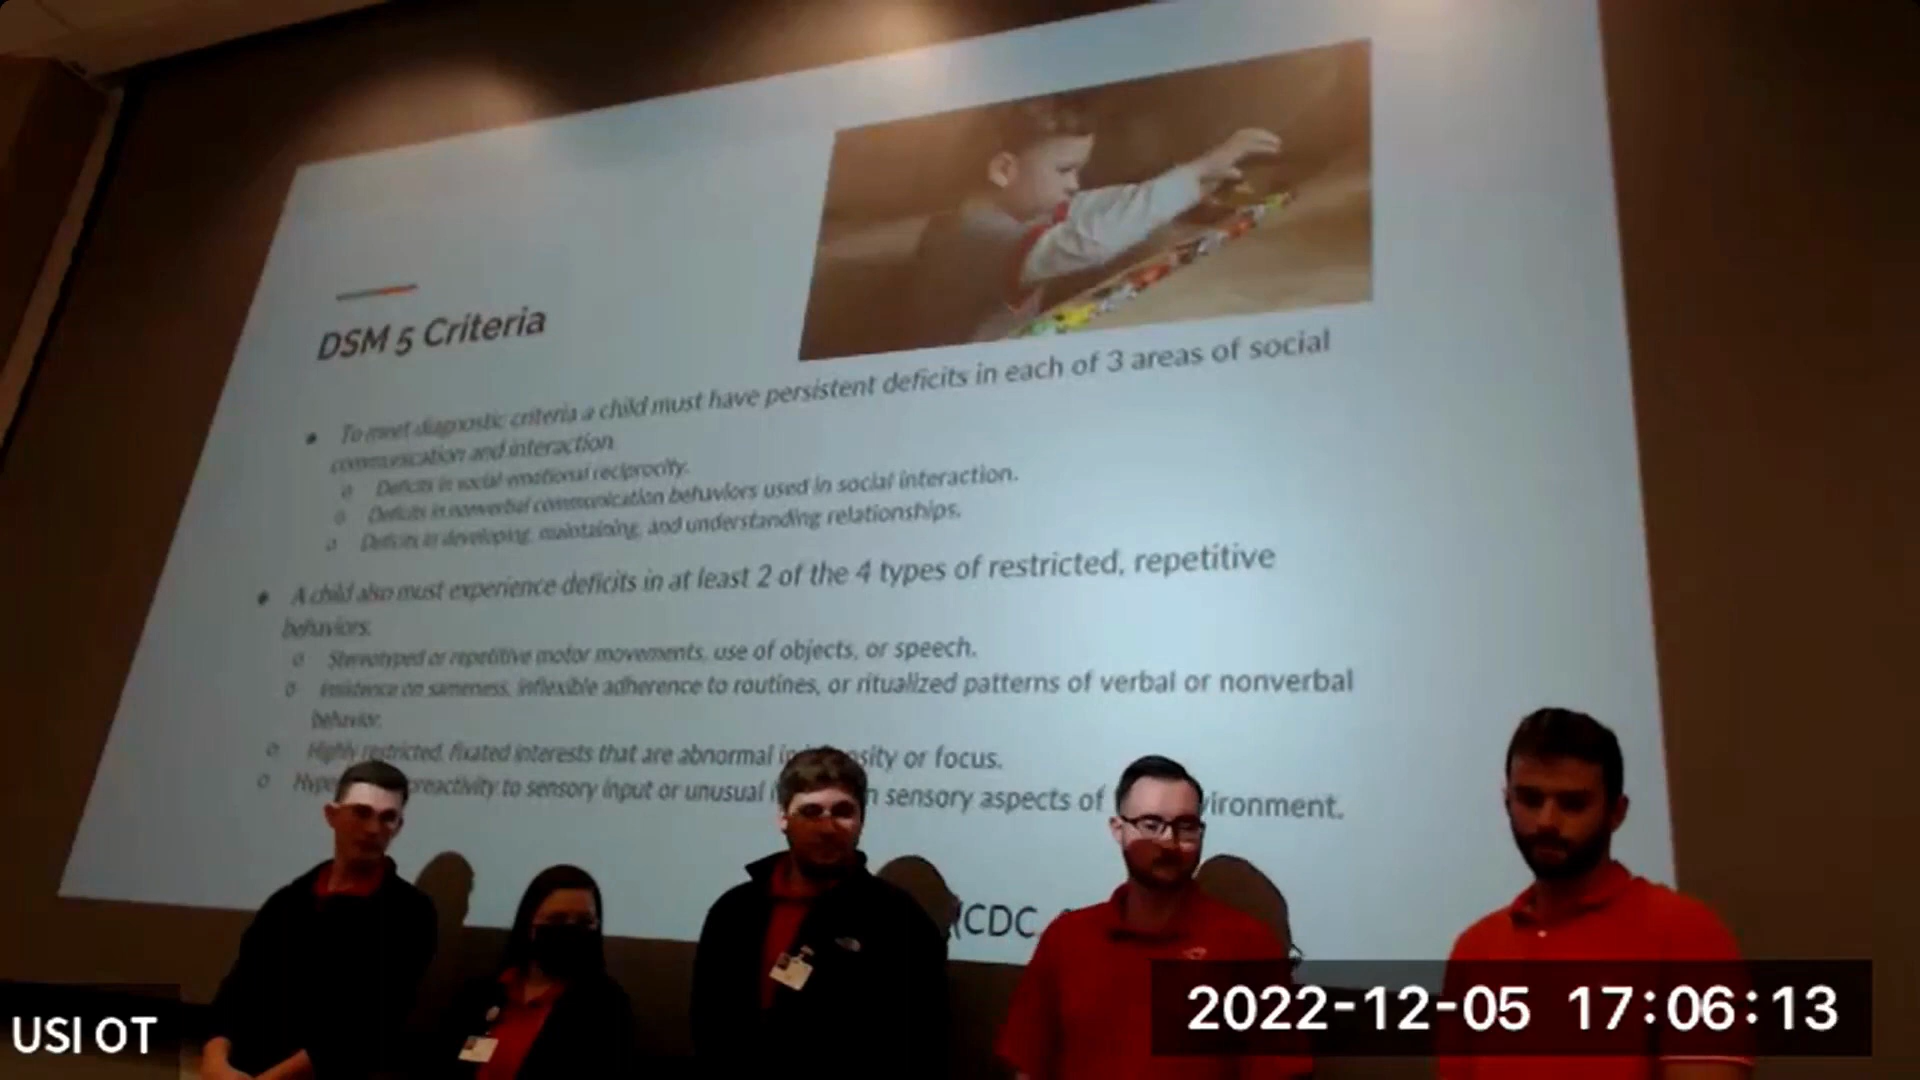 DSM 5 Criteria
• To meet diagnostic criteria a child must have persistent deficits in each of 3 areas of social
communication and interaction.
o Deficits in social-emotional reciprocity.
o Deficits in nonverbal communication behaviors used in social interaction.
o Deficits in developing, maintaining, and understanding relationships.
• A child also must experience deficits in at least 2 of the 4 types of restricted, repetitive
behaviors:
o Stereotyped or repetitive motor movements, use of objects, or speech.
o Insistence on sameness, inflexible adherence to routines, or ritualized patterns of verbal or nonverbal
behavior.
o Highly restricted, fixated interests that are abnormal in or focus.
o to sensory input or unusual sensory aspects of
(CDC
USI OT
2022-12-05 17:06:13